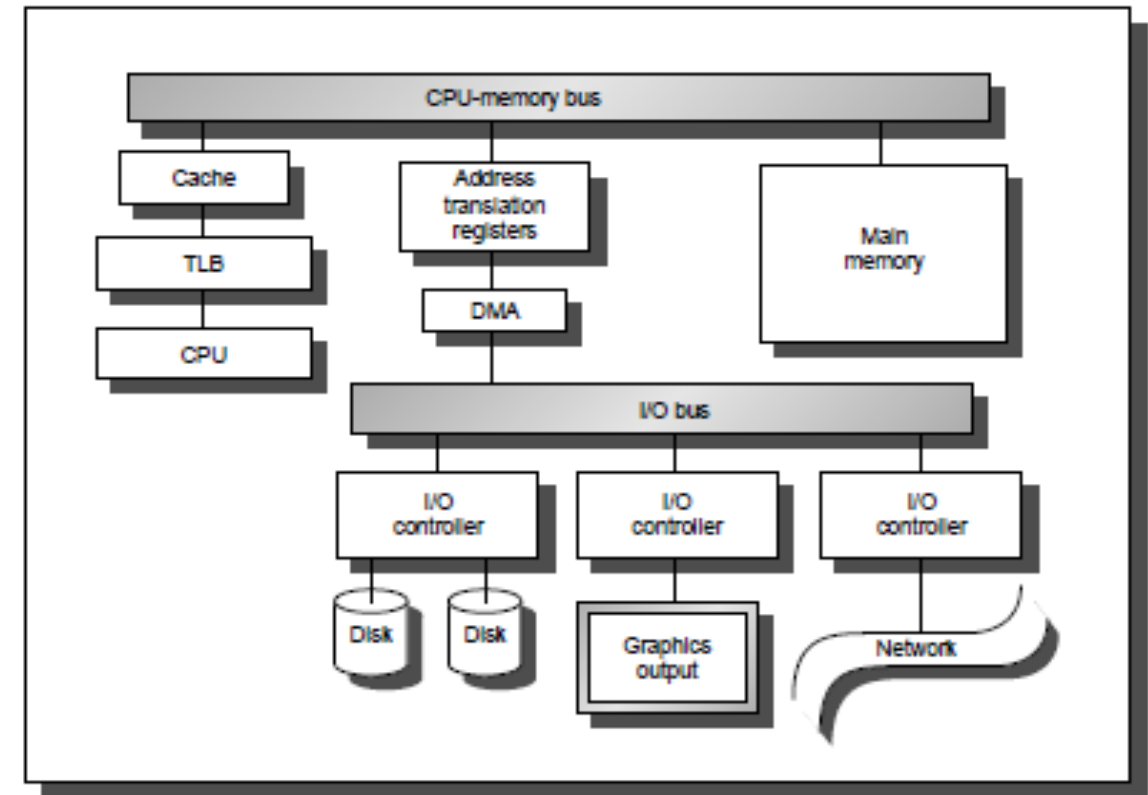 CPU-memory bus
Cache
Address
translation
registers
Main
memory
TLB
DMA
CPU
I/O bus
I/O
controller
I/O
controller
I/O
controller
Disk
Disk
Graphics
output
Network